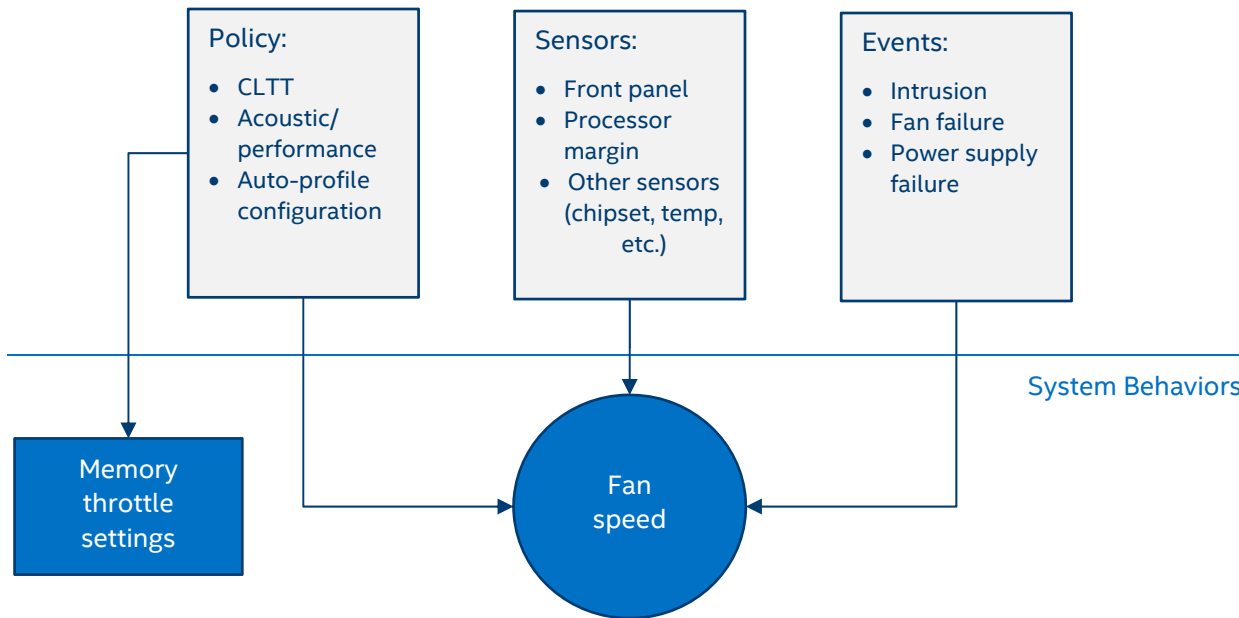 Policy:
• CLTT
• Acoustic/
performance
• Auto-profile
configuration
Sensors:
• Front panel
• Processor
margin
• Other sensors
(chipset, temp,
etc.)
Events:
• Intrusion
• Fan failure
• Power supply
failure
System Behaviors
Memory
throttle
settings
Fan
speed